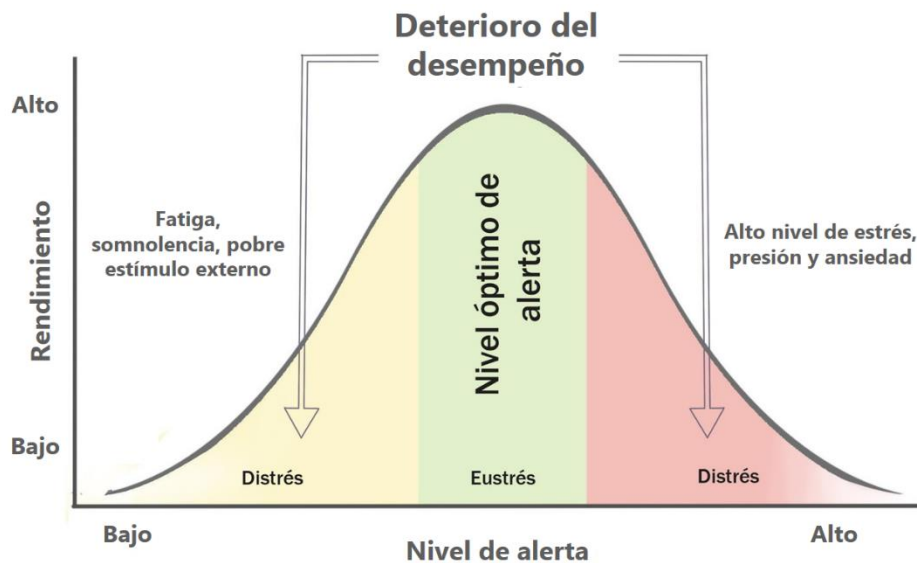 Deterioro del
desempeño
Alto
Rendimiento
Bajo
Fatiga,
somnolencia, pobre
estímulo externo
Nivel óptimo de
alerta
Alto nivel de estrés,
presión y ansiedad
Distrés
Eustrés
Distrés
Bajo
Nivel de alerta
Alto